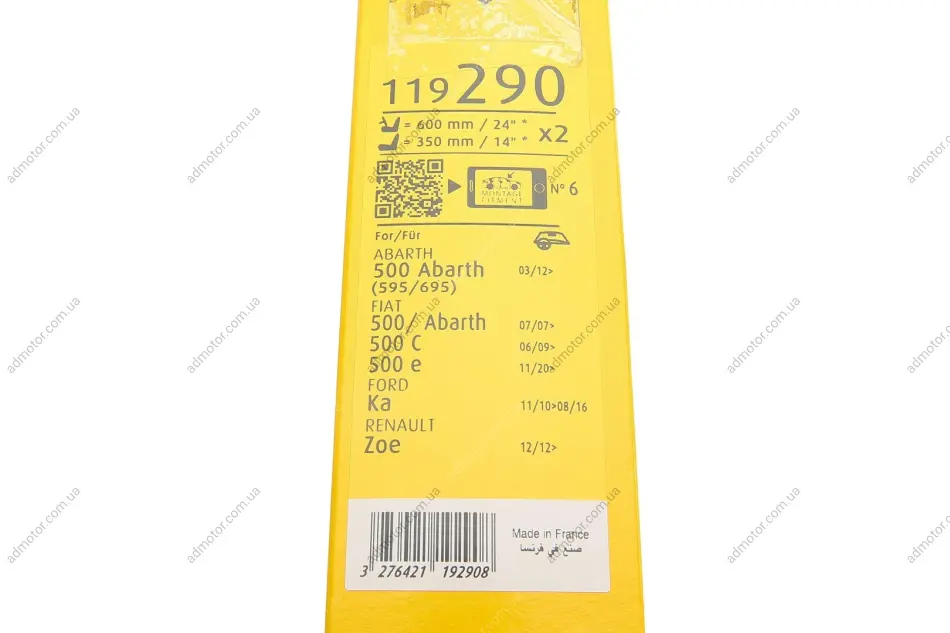 119290
= 600 mm / 24" *
= 350 mm / 14" *
x2
MONTAGE
FITMENT
N° 6
For/Für
ABARTH
500 Abarth 03/12>
(595/695)
FIAT
500/ Abarth 07/07>
500 C 06/09>
500 e 11/20>
FORD
Ka 11/10>08/16
RENAULT
Zoe 12/12>
Made in France
صنع في فرنسا
3 276421 192908
admotor.com.ua